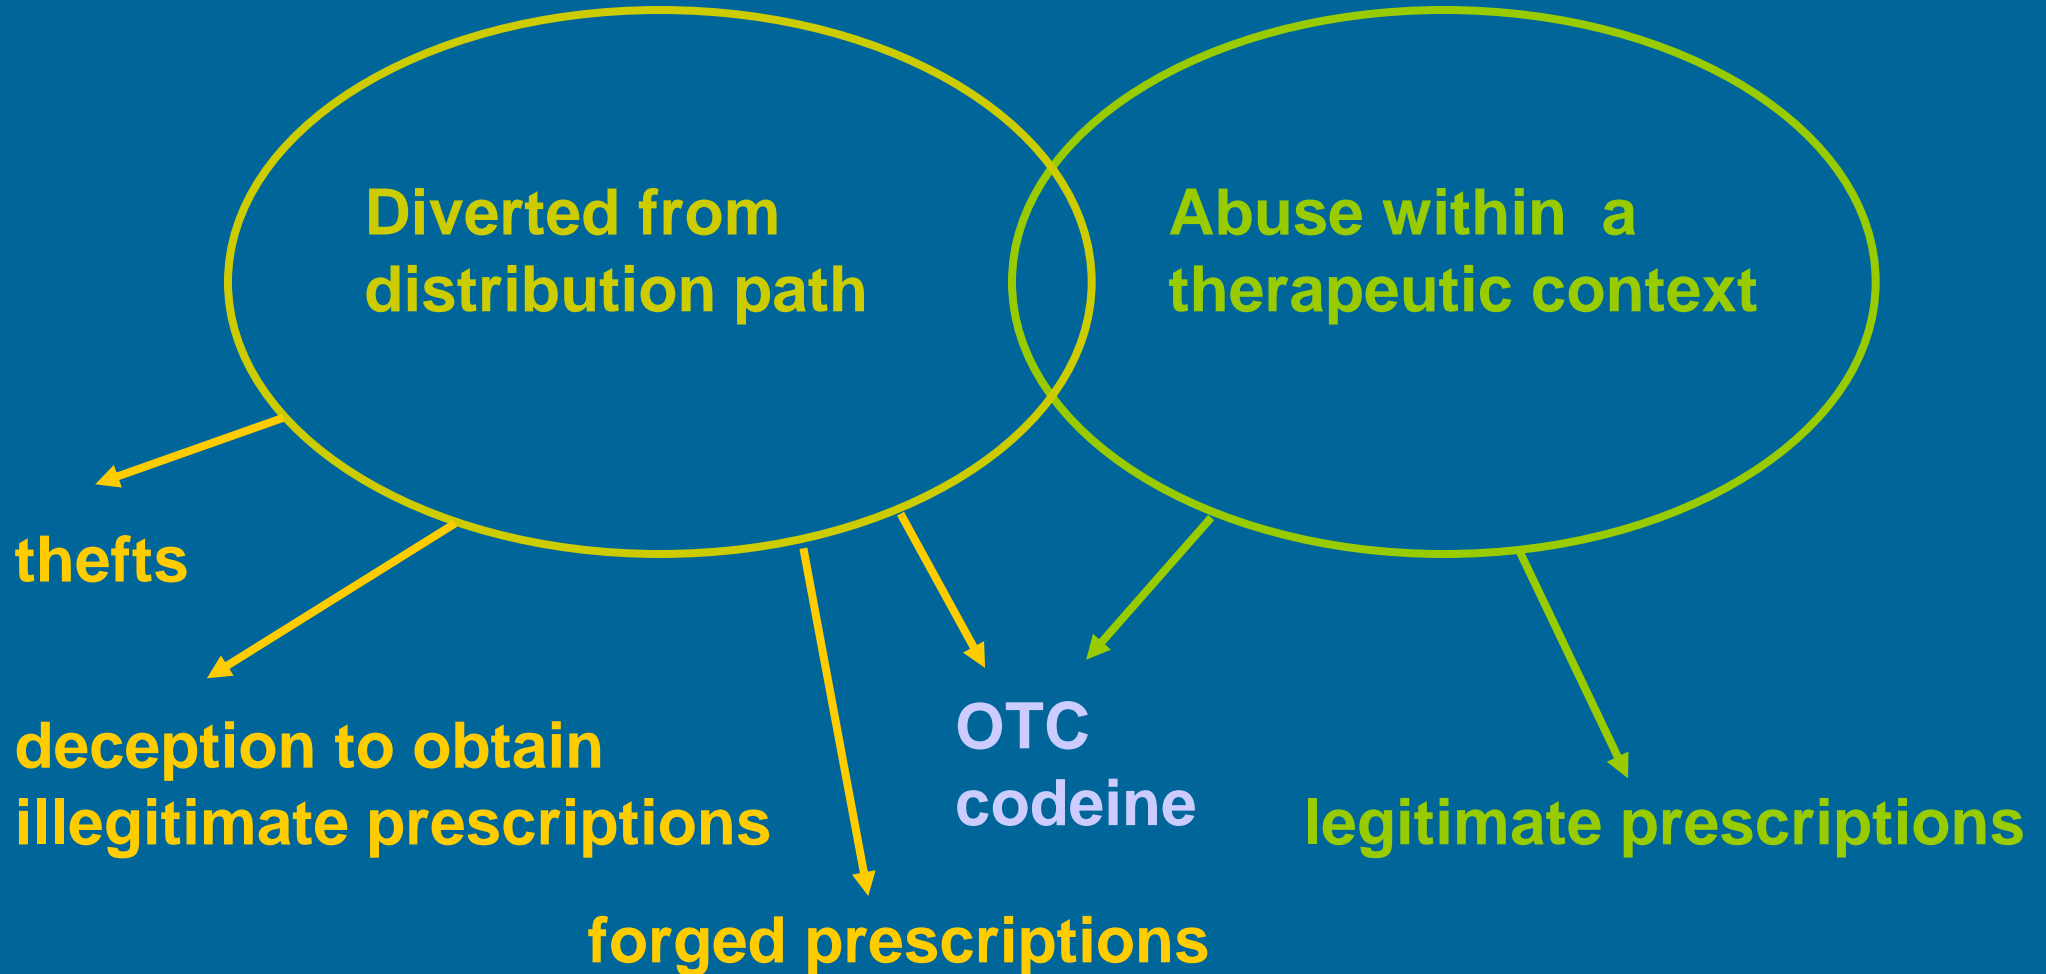 Diverted from
distribution path
Abuse within a
therapeutic context
thefts
deception to obtain
illegitimate prescriptions
OTC
codeine
legitimate prescriptions
forged prescriptions